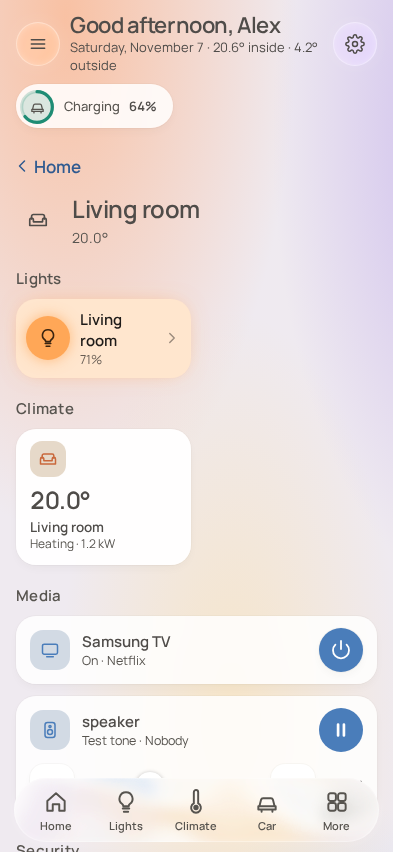 Good afternoon, Alex
Saturday, November 7 · 20.6° inside · 4.2°
outside
Charging 64%
Home
Living room
20.0°
Lights
Living
room
71%
Climate
20.0°
Living room
Heating · 1.2 kW
Media
Samsung TV
On · Netflix
speaker
Test tone · Nobody
Home
Lights
Climate
Car
More
Security